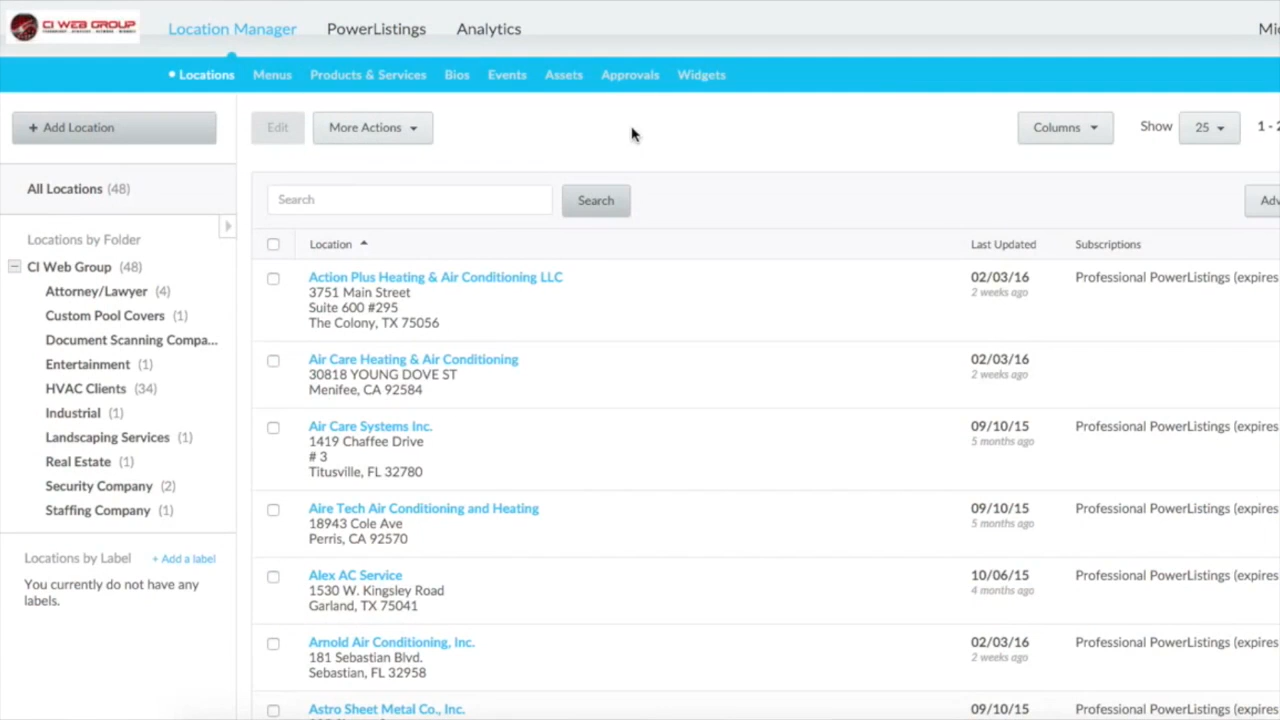 CI WEB GROUP
Location Manager PowerListings Analytics
Locations Menus Products & Services Bios Events Assets Approvals Widgets
+ Add Location
Edit More Actions Columns Show 25 1 -
All Locations (48)
Search Search
Locations by Folder
Location Last Updated Subscriptions
CI Web Group (48)
Attorney/Lawyer (4)
Custom Pool Covers (1)
Document Scanning Compa...
Entertainment (1)
HVAC Clients (34)
Industrial (1)
Landscaping Services (1)
Real Estate (1)
Security Company (2)
Staffing Company (1)
Locations by Label + Add a label
You currently do not have any
labels.
Action Plus Heating & Air Conditioning LLC 02/03/16 Professional PowerListings (expires
3751 Main Street 2 weeks ago
Suite 600 #295
The Colony, TX 75056
Air Care Heating & Air Conditioning 02/03/16
30818 YOUNG DOVE ST 2 weeks ago
Menifee, CA 92584
Air Care Systems Inc. 09/10/15 Professional PowerListings (expires
1419 Chaffee Drive 5 months ago
# 3
Titusville, FL 32780
Aire Tech Air Conditioning and Heating 09/10/15 Professional PowerListings (expires
18943 Cole Ave 5 months ago
Perris, CA 92570
Alex AC Service 10/06/15 Professional PowerListings (expires
1530 W. Kingsley Road 4 months ago
Garland, TX 75041
Arnold Air Conditioning, Inc. 02/03/16 Professional PowerListings (expires
181 Sebastian Blvd. 2 weeks ago
Sebastian, FL 32958
Astro Sheet Metal Co., Inc. 09/10/15 Professional PowerListings (expires